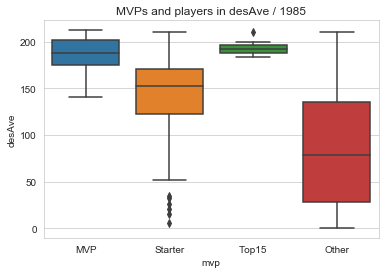 MVPs and players in desAve / 1985
desAve
200
150
100
50
0
MVP Starter Top15 Other
mvp